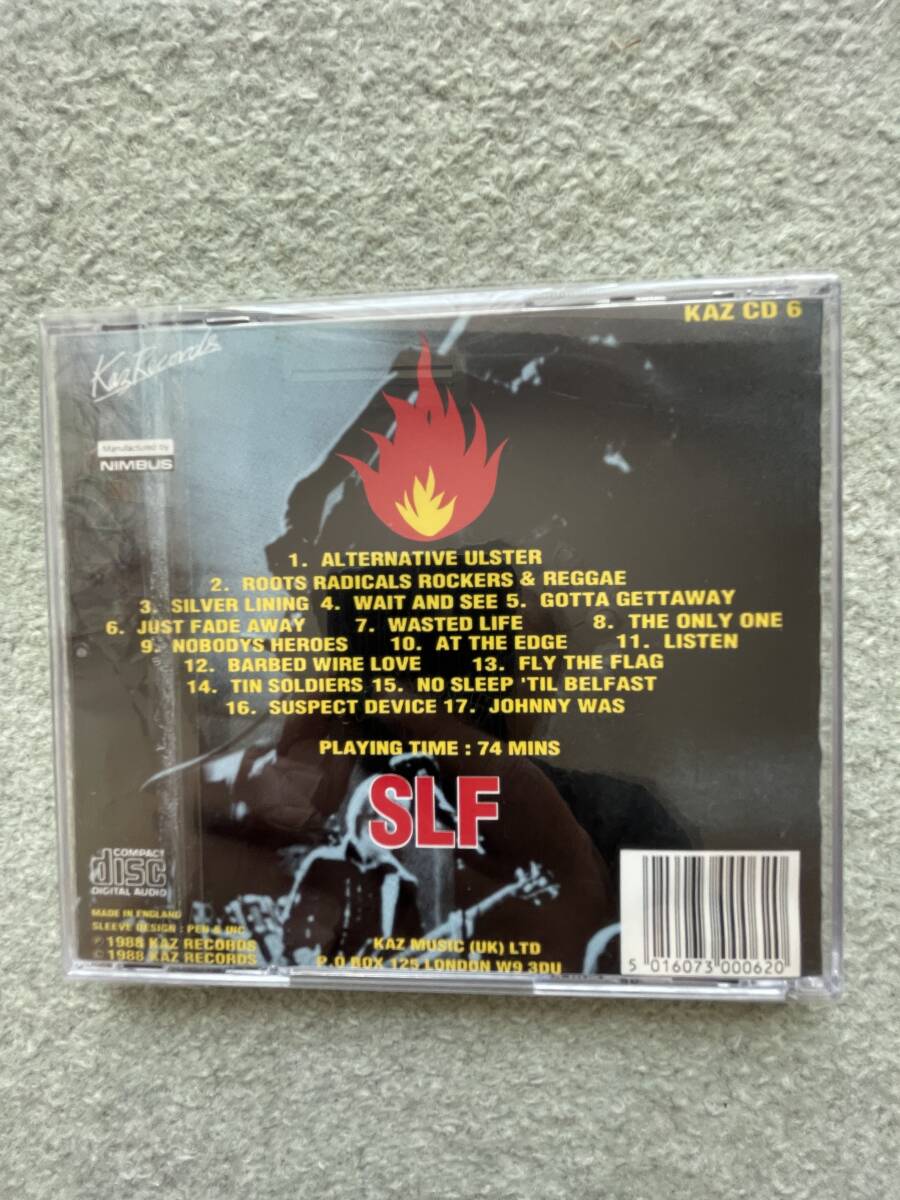 KAZ CD 6
Kaz Records
Manufactured by
NIMBUS
1. ALTERNATIVE ULSTER
2. ROOTS RADICALS ROCKERS & REGGAE
3. SILVER LINING 4. WAIT AND SEE 5. GOTTA GETTAWAY
6. JUST FADE AWAY 7. WASTED LIFE 8. THE ONLY ONE
9. NOBODYS HEROES 10. AT THE EDGE 11. LISTEN
12. BARBED WIRE LOVE 13. FLY THE FLAG
14. TIN SOLDIERS 15. NO SLEEP 'TIL BELFAST
16. SUSPECT DEVICE 17. JOHNNY WAS
PLAYING TIME : 74 MINS
SLF
COMPACT
disc
DIGITAL AUDIO
MADE IN ENGLAND
SLEEVE DESIGN : PEN & INC
℗ 1988 KAZ RECORDS
© 1988 KAZ RECORDS
KAZ MUSIC (UK) LTD
P.O BOX 125 LONDON W9 3DU
5 016073 000620